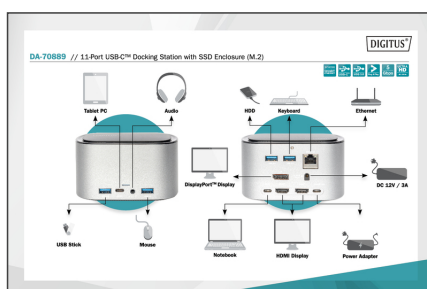 DIGITUS®
DA-70889 // 11-Port USB-C™ Docking Station with SSD Enclosure (M.2)
Tablet PC
Audio
HDD
Keyboard
Ethernet
DisplayPort™ Display
DC 12V / 3A
USB Stick
Mouse
Notebook
HDMI Display
Power Adapter